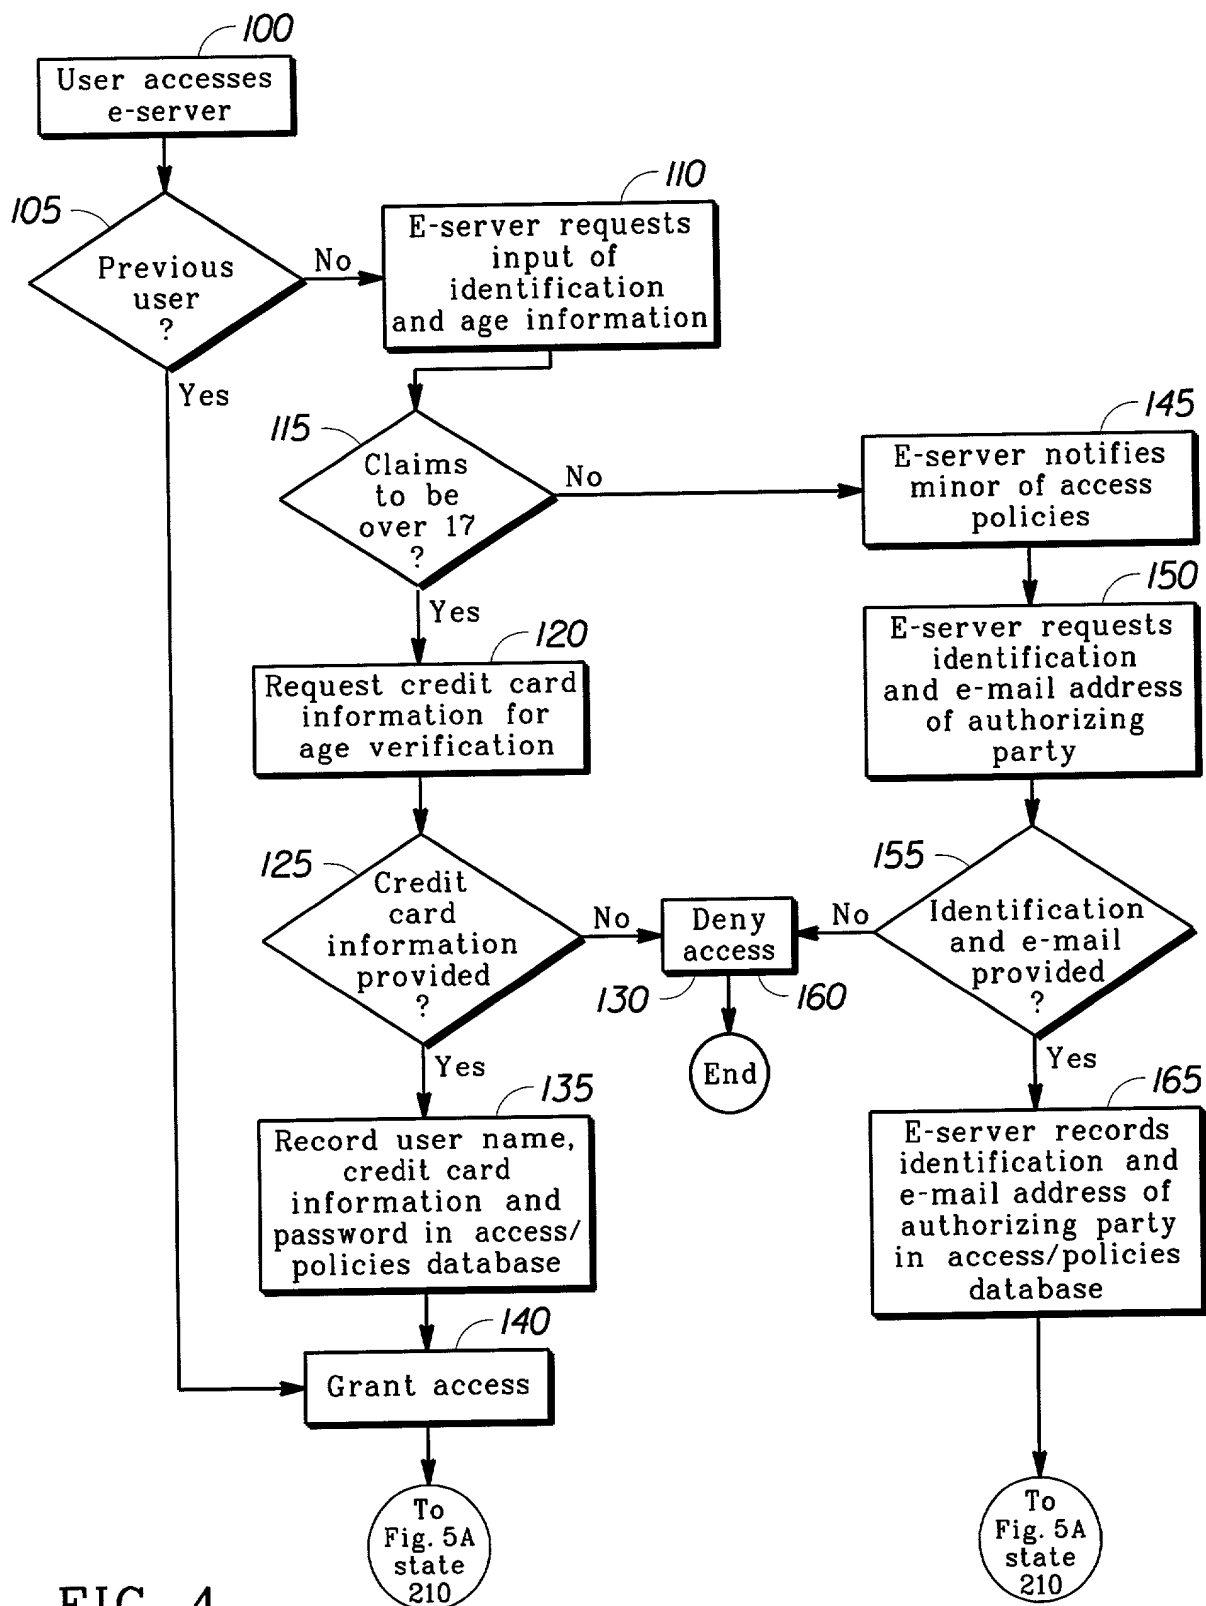 100
User accesses
e-server
105
Previous
user
?
No
Yes
110
E-server requests
input of
identification
and age information
115
Claims
to be
over 17
?
No
Yes
145
E-server notifies
minor of access
policies
150
E-server requests
identification
and e-mail address
of authorizing
party
120
Request credit card
information for
age verification
125
Credit
card
information
provided
?
No
Yes
Deny
access
130
160
End
155
Identification
and e-mail
provided
?
No
Yes
135
Record user name,
credit card
information and
password in access/
policies database
165
E-server records
identification and
e-mail address of
authorizing party
in access/policies
database
140
Grant access
To
Fig. 5A
state
210
To
Fig. 5A
state
210
FIG. 4